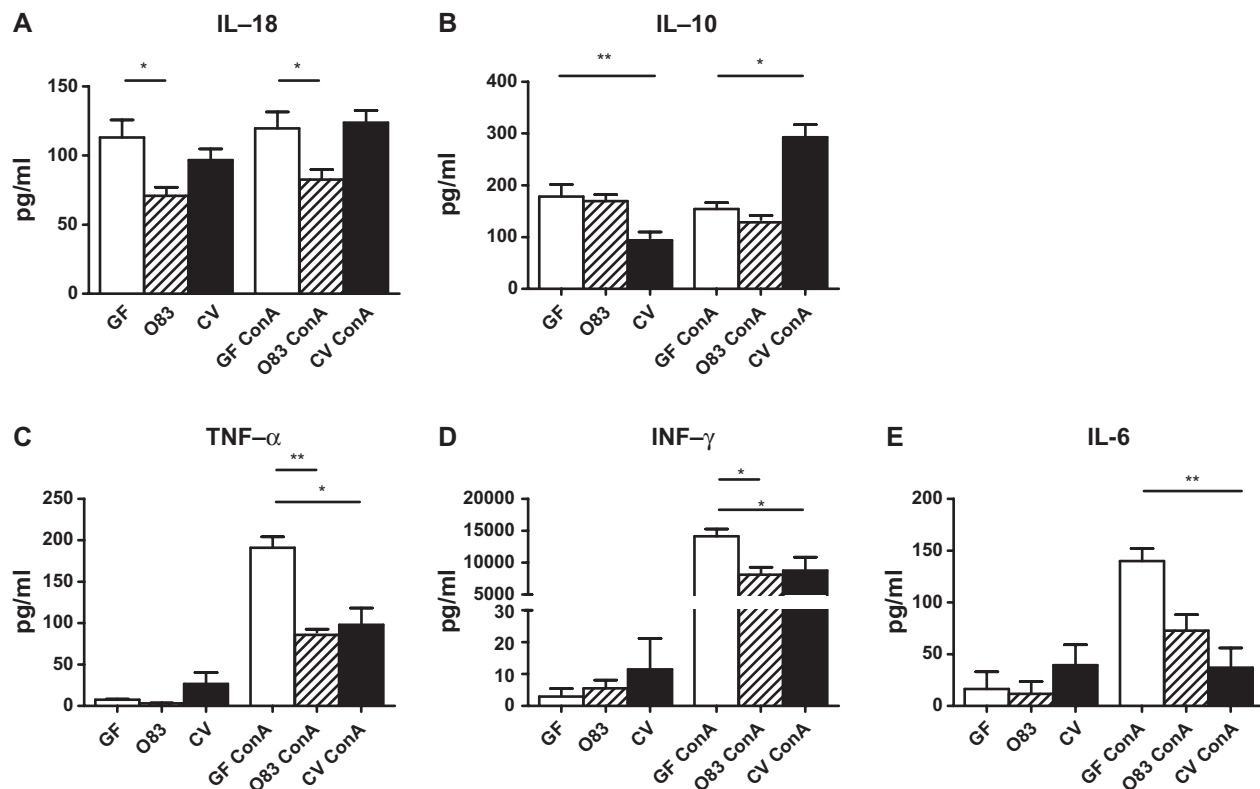 A IL–18
* *
pg/ml
150
100
50
0
GF O83 CV GF ConA O83 ConA CV ConA
B IL–10
** *
pg/ml
400
300
200
100
0
GF O83 CV GF ConA O83 ConA CV ConA
C TNF–α
**
*
pg/ml
250
200
150
100
50
0
GF O83 CV GF ConA O83 ConA CV ConA
D INF–γ
*
*
pg/ml
20000
15000
10000
5000
30
20
10
0
GF O83 CV GF ConA O83 ConA CV ConA
E IL-6
**
pg/ml
200
150
100
50
0
GF O83 CV GF ConA O83 ConA CV ConA